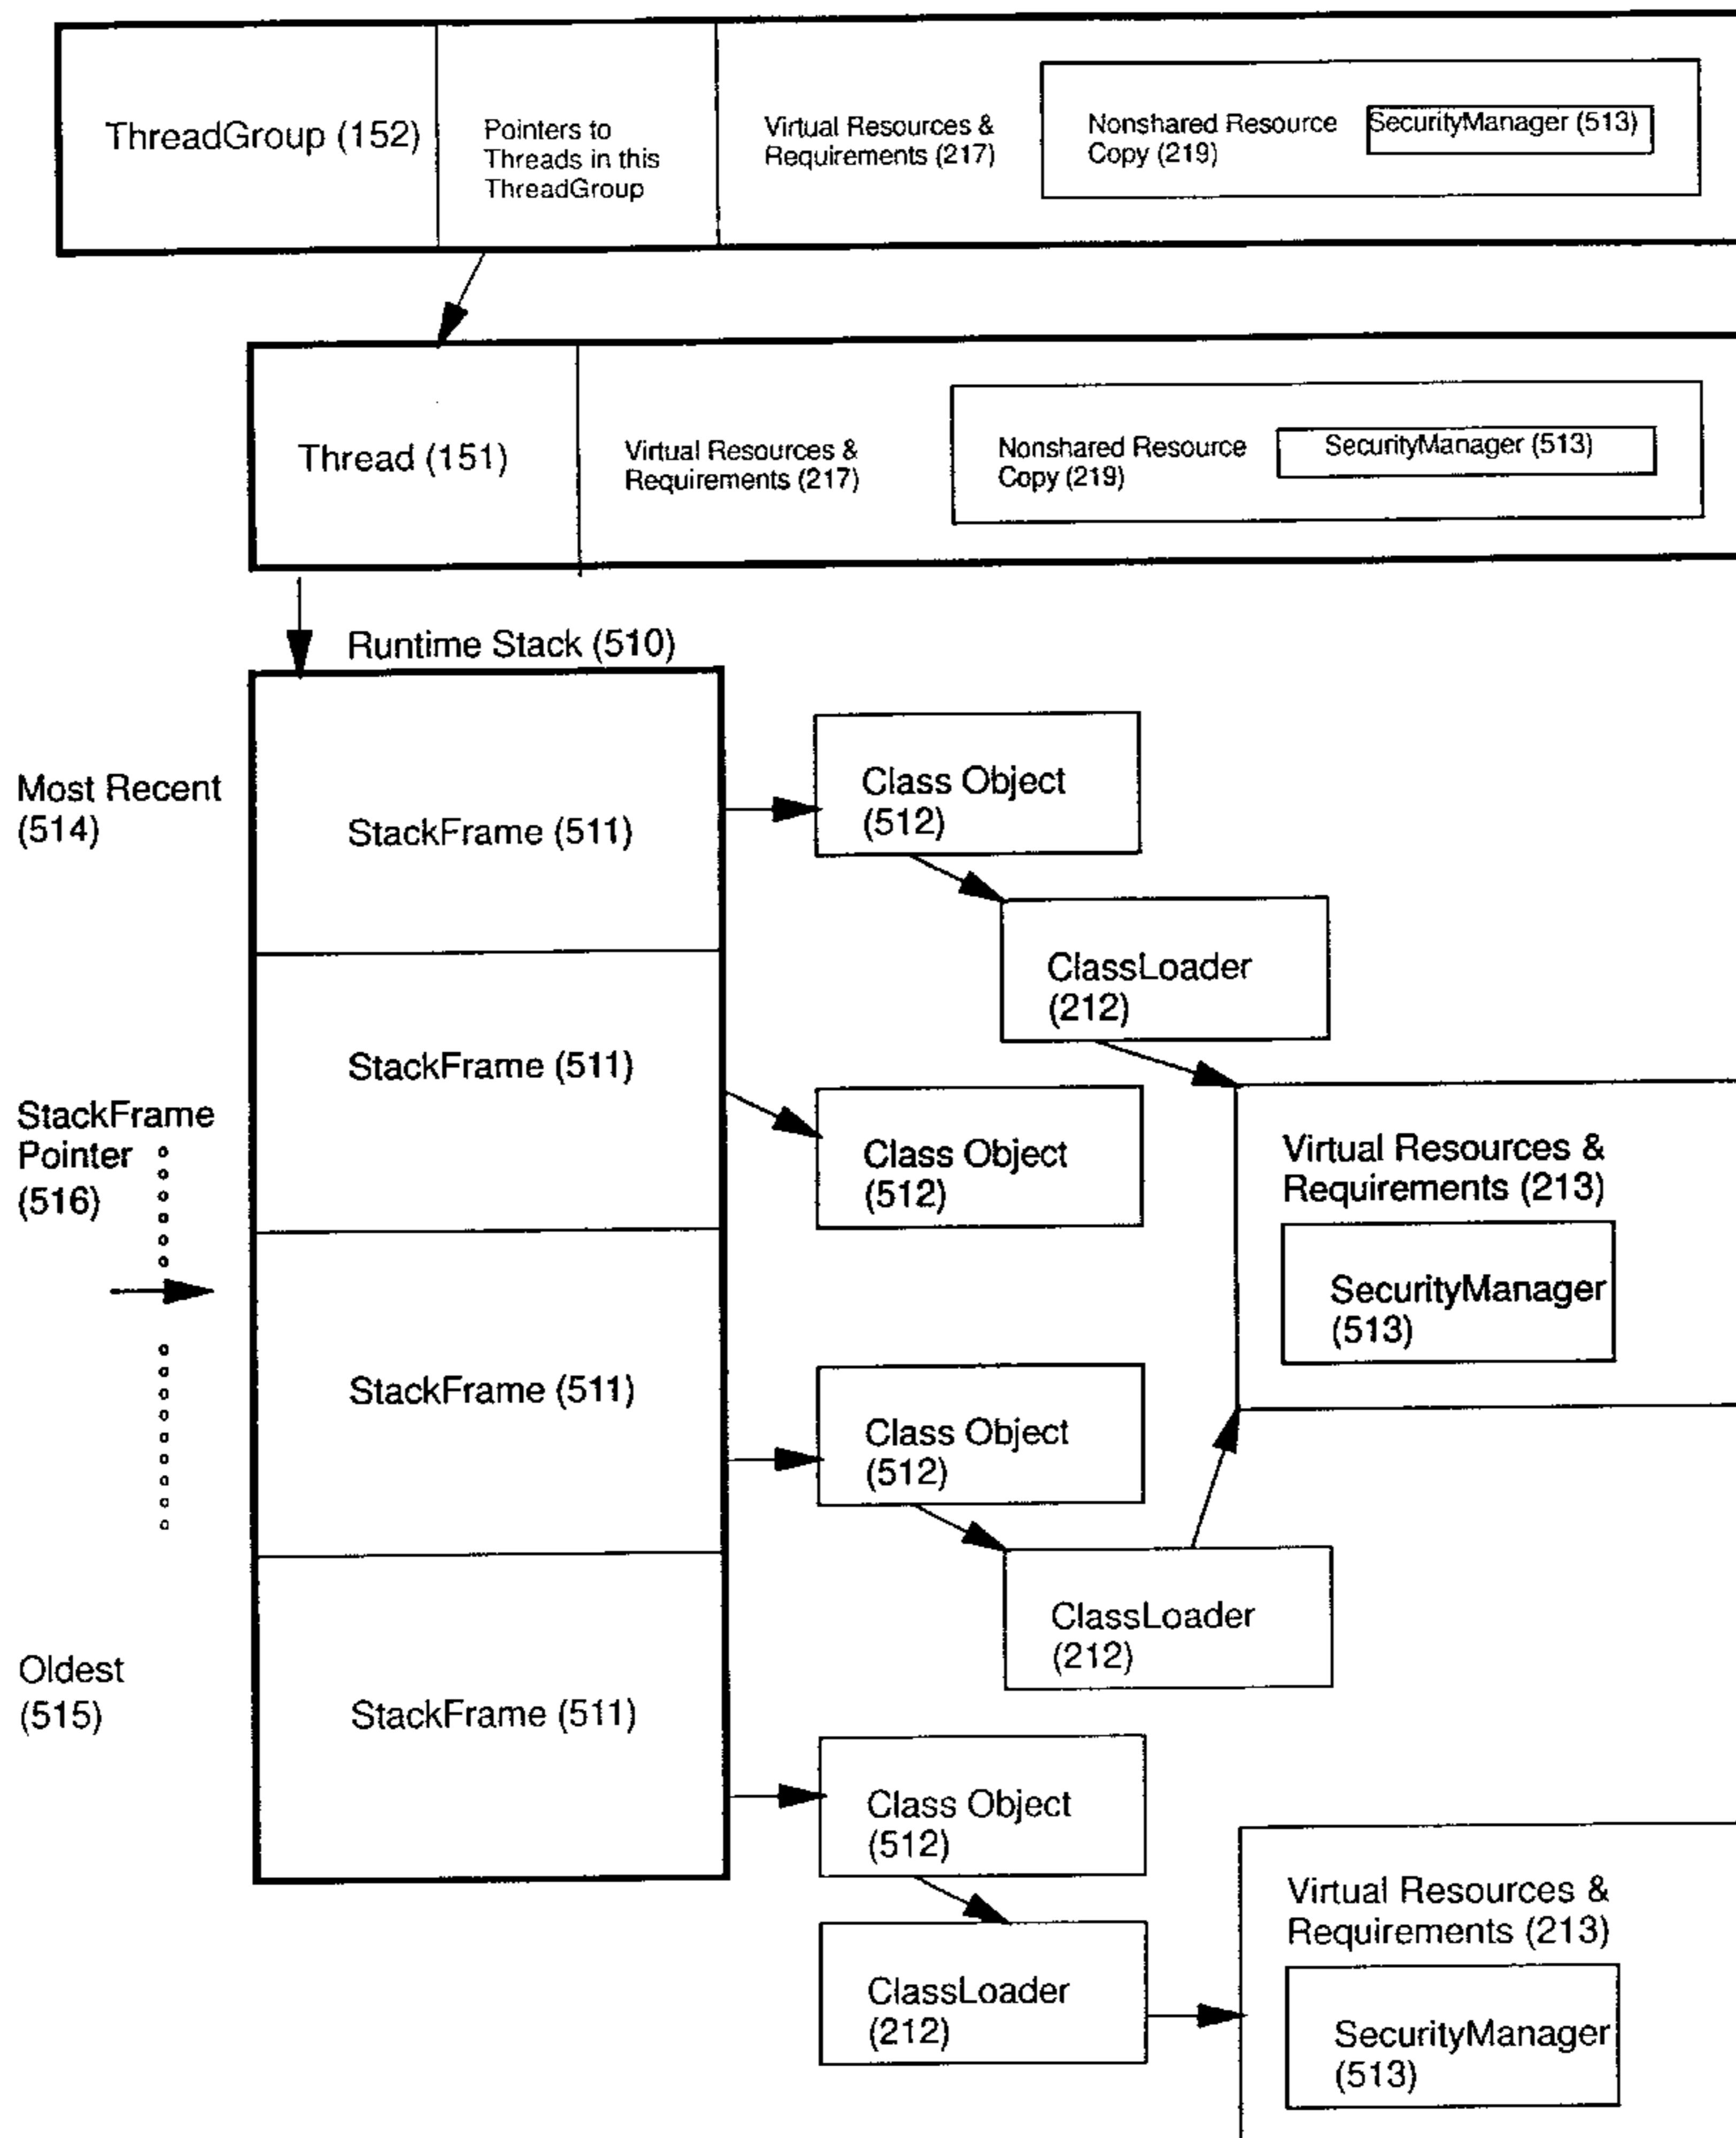 ThreadGroup (152)
Pointers to
Threads in this
ThreadGroup
Virtual Resources &
Requirements (217)
Nonshared Resource
Copy (219)
SecurityManager (513)
Thread (151)
Virtual Resources &
Requirements (217)
Nonshared Resource
Copy (219)
SecurityManager (513)
Runtime Stack (510)
Most Recent
(514)
StackFrame (511)
Class Object
(512)
ClassLoader
(212)
StackFrame (511)
StackFrame
Pointer
(516)
Class Object
(512)
Virtual Resources &
Requirements (213)
SecurityManager
(513)
StackFrame (511)
Class Object
(512)
ClassLoader
(212)
Oldest
(515)
StackFrame (511)
Class Object
(512)
ClassLoader
(212)
Virtual Resources &
Requirements (213)
SecurityManager
(513)